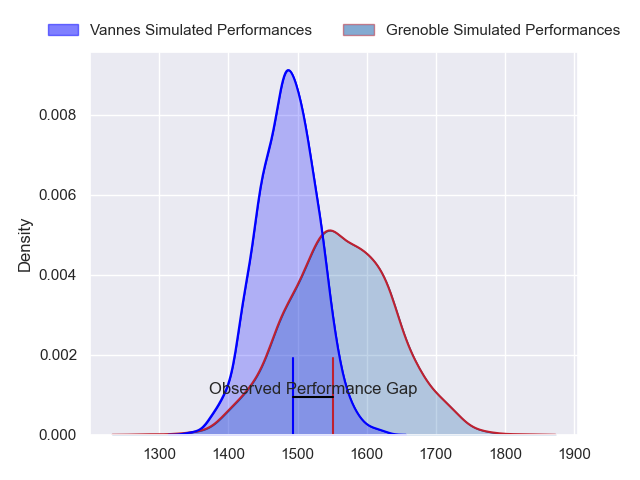 Vannes Simulated Performances Grenoble Simulated Performances
0.008
0.006
0.004
0.002
0.000
Density
Observed Performance Gap
1300 1400 1500 1600 1700 1800 1900